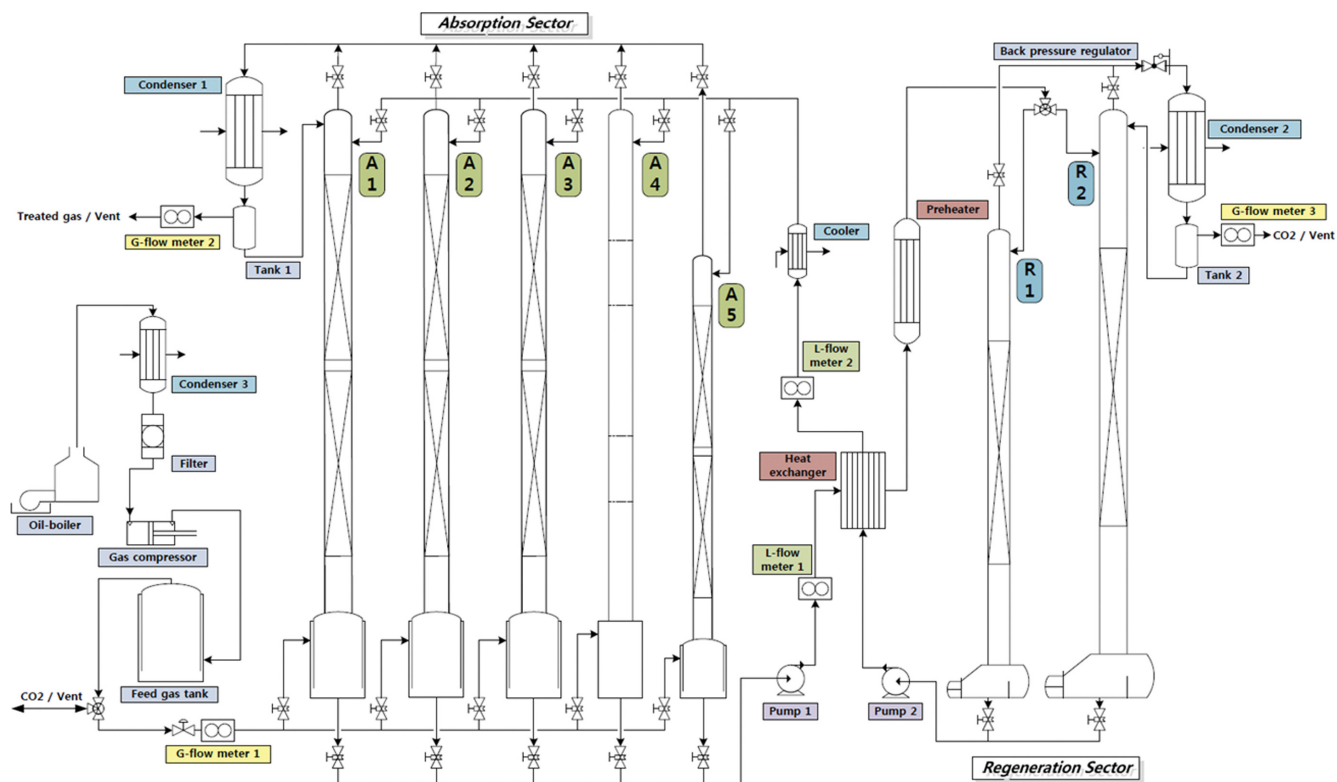 Absorption Sector
Back pressure regulator
Condenser 1
Condenser 2
A
1
A
2
A
3
A
4
R
2
Treated gas / Vent
G-flow meter 2
Tank 1
Preheater
G-flow meter 3
CO2 / Vent
Cooler
Tank 2
R
1
A
5
L-flow
meter 2
Condenser 3
Filter
Heat
exchanger
Oil-boiler
Gas compressor
L-flow
meter 1
CO2 / Vent
Feed gas tank
Pump 1
Pump 2
G-flow meter 1
Regeneration Sector